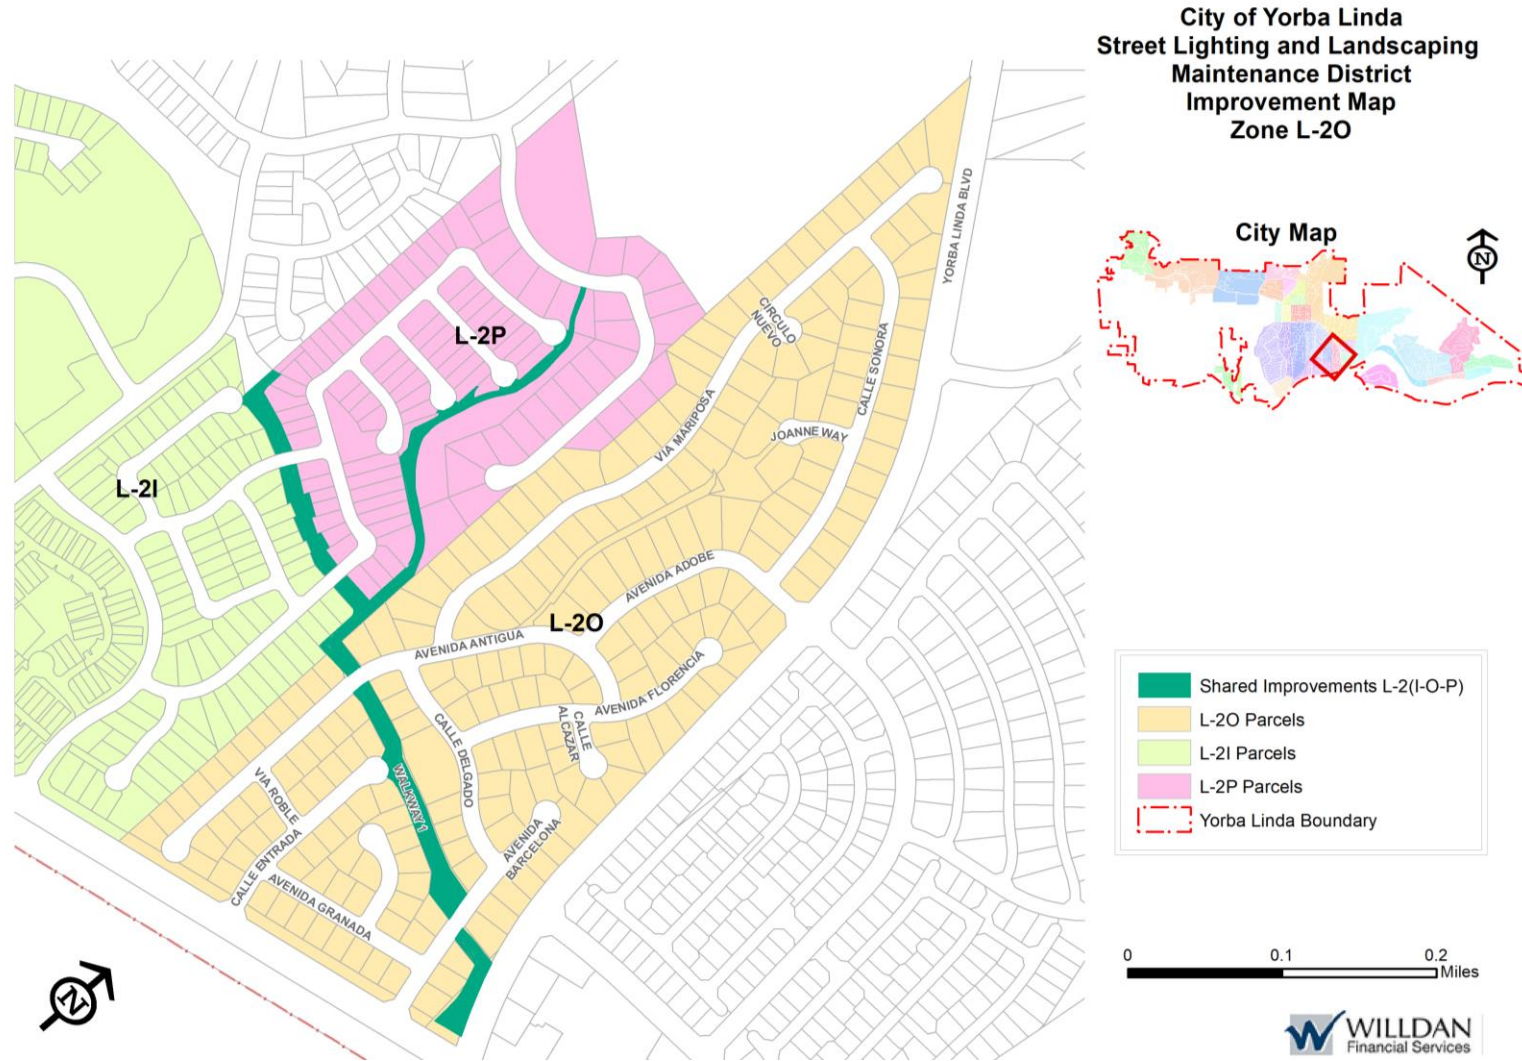 City of Yorba Linda
Street Lighting and Landscaping
Maintenance District
Improvement Map
Zone L-2O
City Map
N
YORBA LINDA BLVD
CIRCULO
NUEVO
CALLE SONORA
L-2P
VIA MARIPOSA
JOANNE WAY
L-2I
AVENIDA ADOBE
L-2O
AVENIDA ANTIGUA
AVENIDA FLORENCIA
CALLE
ALCAZAR
CALLE DELGADO
WALKWAY 1
VIA ROBLE
AVENIDA
BARCELONA
CALLE ENTRADA
AVENIDA GRANADA
N
Shared Improvements L-2(I-O-P)
L-2O Parcels
L-2I Parcels
L-2P Parcels
Yorba Linda Boundary
0 0.1 0.2
Miles
W WILLDAN
Financial Services